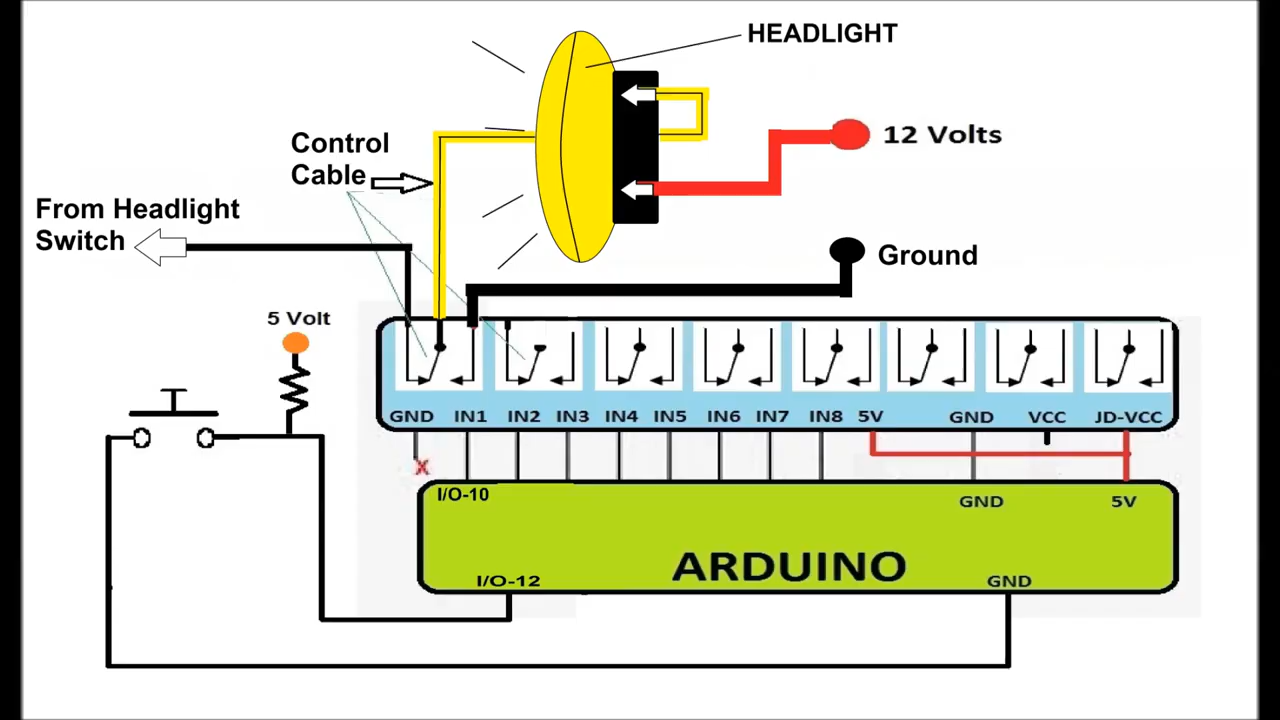 HEADLIGHT
12 Volts
Control
Cable
From Headlight
Switch
Ground
5 Volt
GND IN1 IN2 IN3 IN4 IN5 IN6 IN7 IN8 5V GND VCC JD-VCC
X
I/O-10 GND 5V
ARDUINO
I/O-12 GND